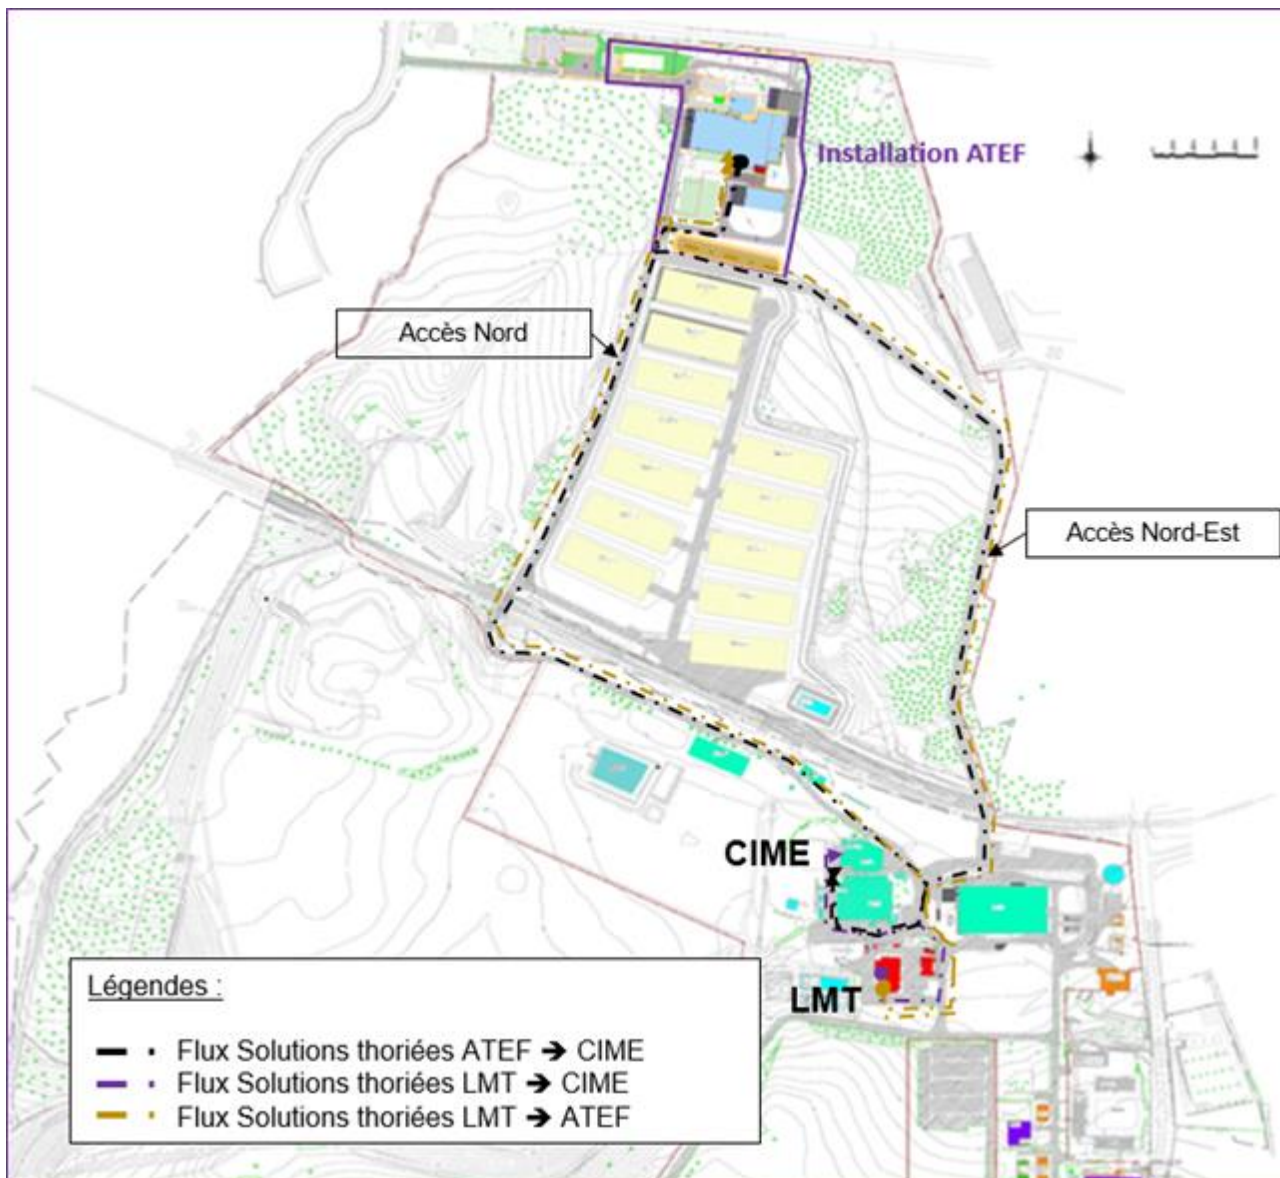 Installation ATEF
Accès Nord
Accès Nord-Est
CIME
LMT
Légendes :
Flux Solutions thoriées ATEF ➔ CIME
Flux Solutions thoriées LMT ➔ CIME
Flux Solutions thoriées LMT ➔ ATEF